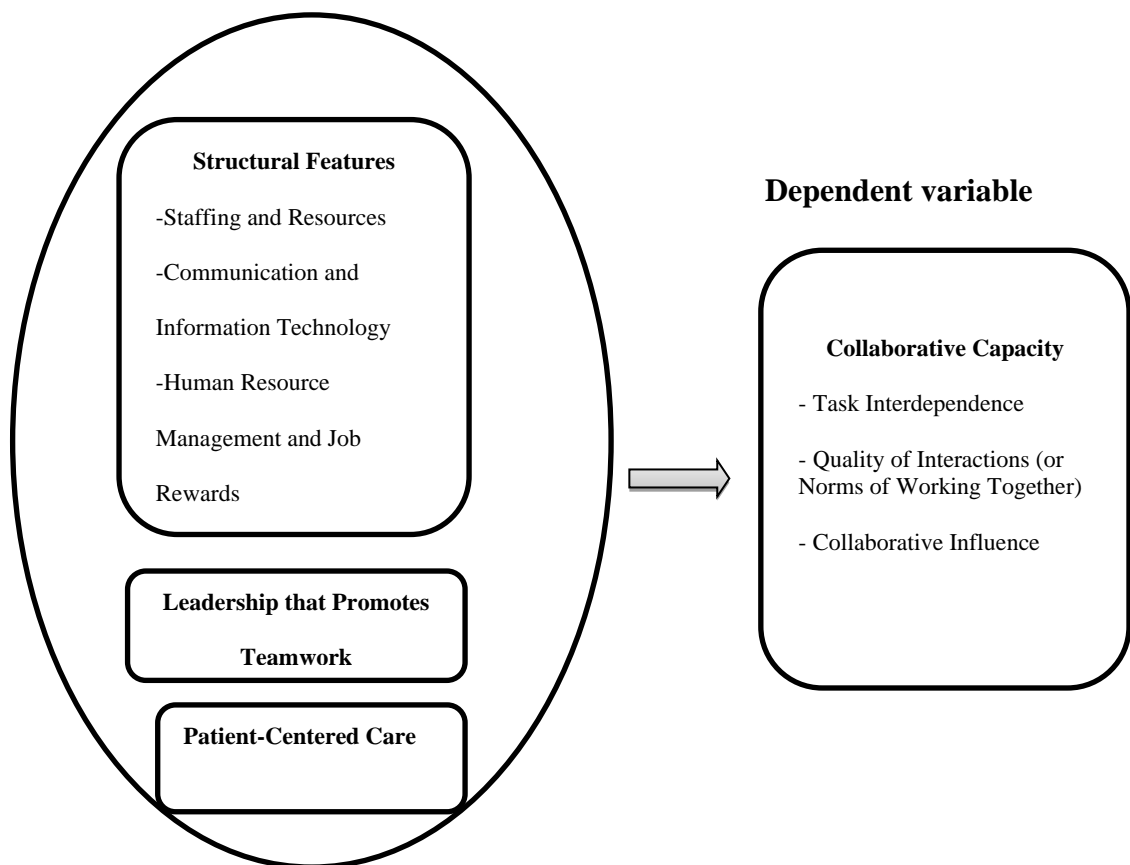 Structural Features
-Staffing and Resources
-Communication and
Information Technology
-Human Resource
Management and Job
Rewards
Leadership that Promotes
Teamwork
Patient-Centered Care
Dependent variable
Collaborative Capacity
- Task Interdependence
- Quality of Interactions (or
Norms of Working Together)
- Collaborative Influence